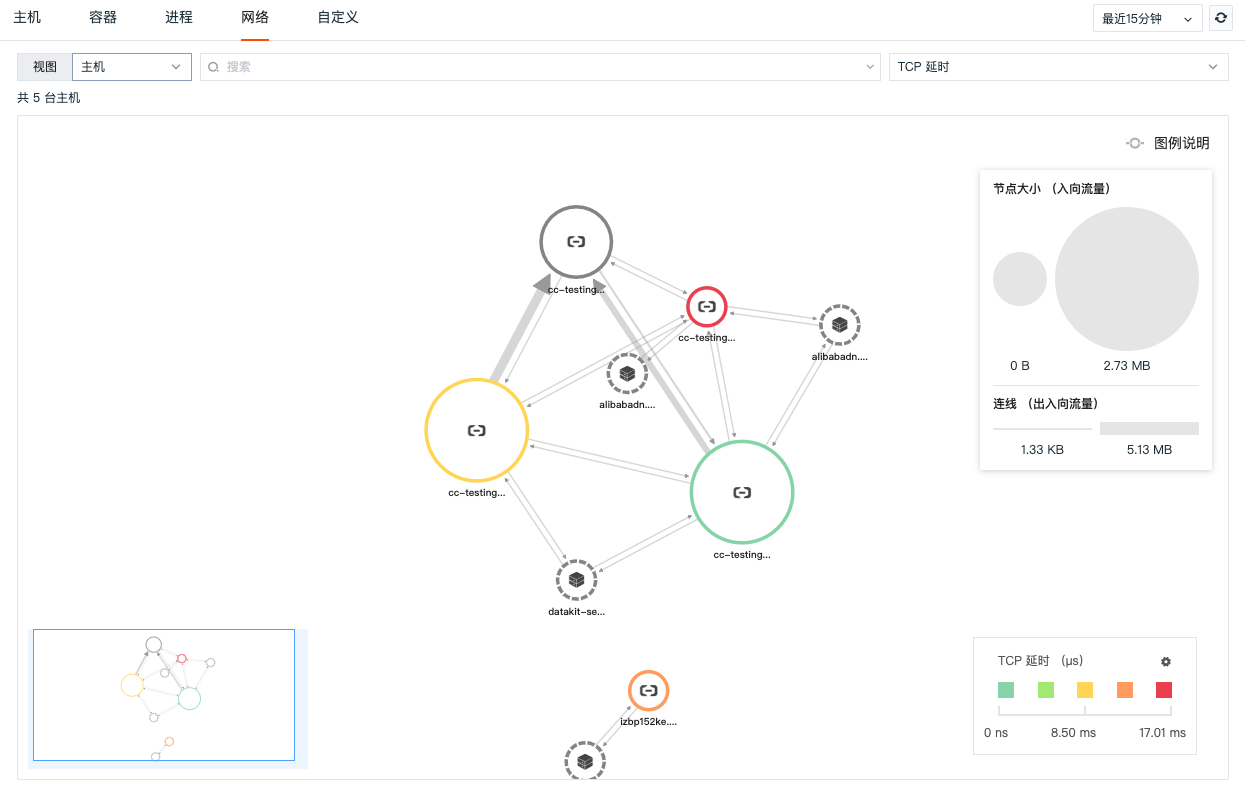 主机 容器 进程 网络 自定义 最近15分钟
视图 主机 搜索 TCP 延时
共 5 台主机
图例说明
节点大小 （入向流量）
0 B 2.73 MB
连线 （出入向流量）
1.33 KB 5.13 MB
cc-testing...
cc-testing...
alibabadn....
alibabadn....
cc-testing...
cc-testing...
datakit-se...
izbp152ke....
TCP 延时 (μs)
0 ns 8.50 ms 17.01 ms